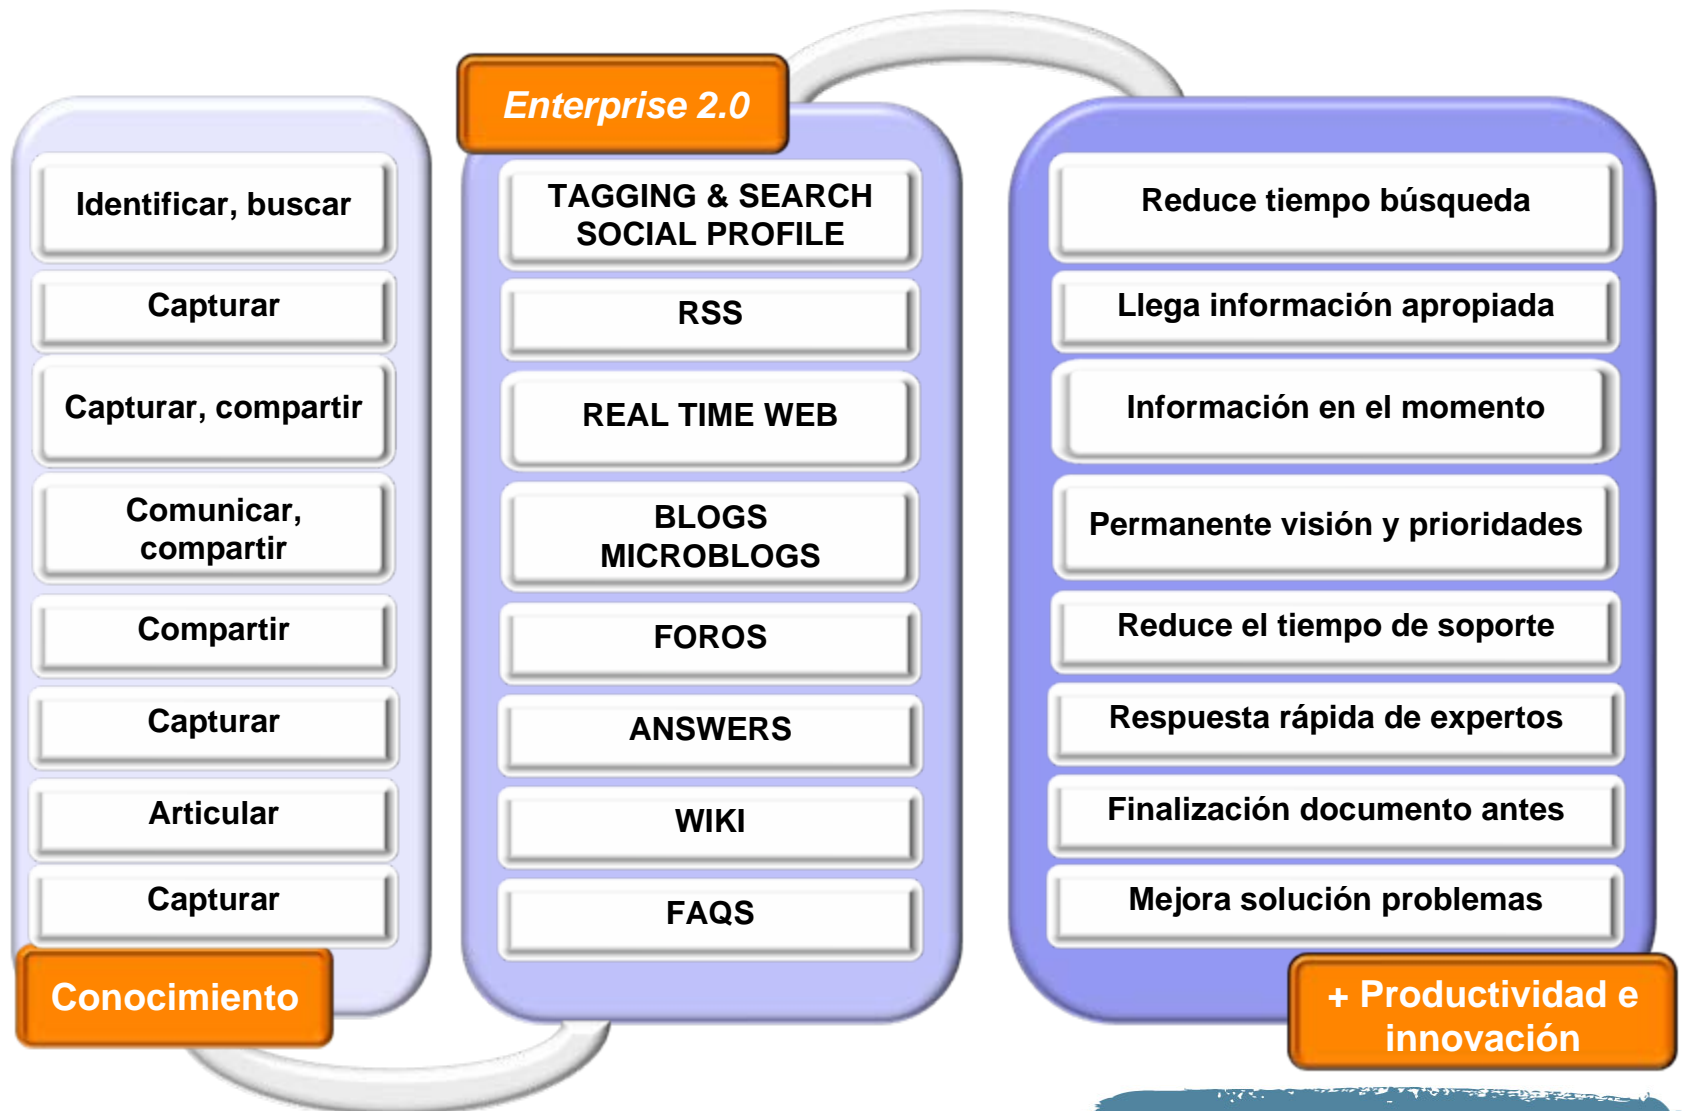 Enterprise 2.0
Identificar, buscar
Capturar
Capturar, compartir
Comunicar,
compartir
Compartir
Capturar
Articular
Capturar
Conocimiento
TAGGING & SEARCH
SOCIAL PROFILE
RSS
REAL TIME WEB
BLOGS
MICROBLOGS
FOROS
ANSWERS
WIKI
FAQS
Reduce tiempo búsqueda
Llega información apropiada
Información en el momento
Permanente visión y prioridades
Reduce el tiempo de soporte
Respuesta rápida de expertos
Finalización documento antes
Mejora solución problemas
+ Productividad e
innovación